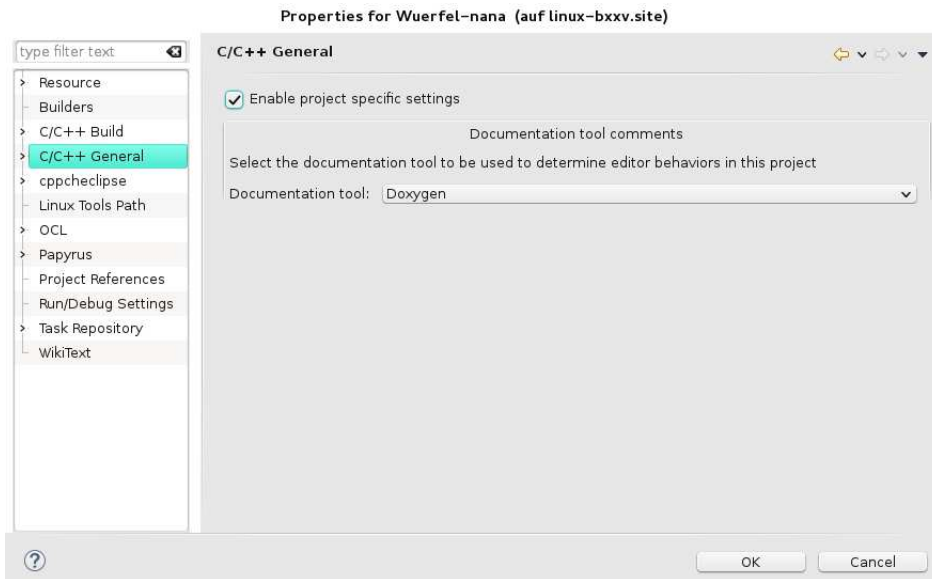 Properties for Wuerfel-nana (auf linux-bxxv.site)
type filter text
Resource
Builders
C/C++ Build
C/C++ General
cppcheclipse
Linux Tools Path
OCL
Papyrus
Project References
Run/Debug Settings
Task Repository
WikiText
C/C++ General
Enable project specific settings
Documentation tool comments
Select the documentation tool to be used to determine editor behaviors in this project
Documentation tool: Doxygen
?
OK Cancel